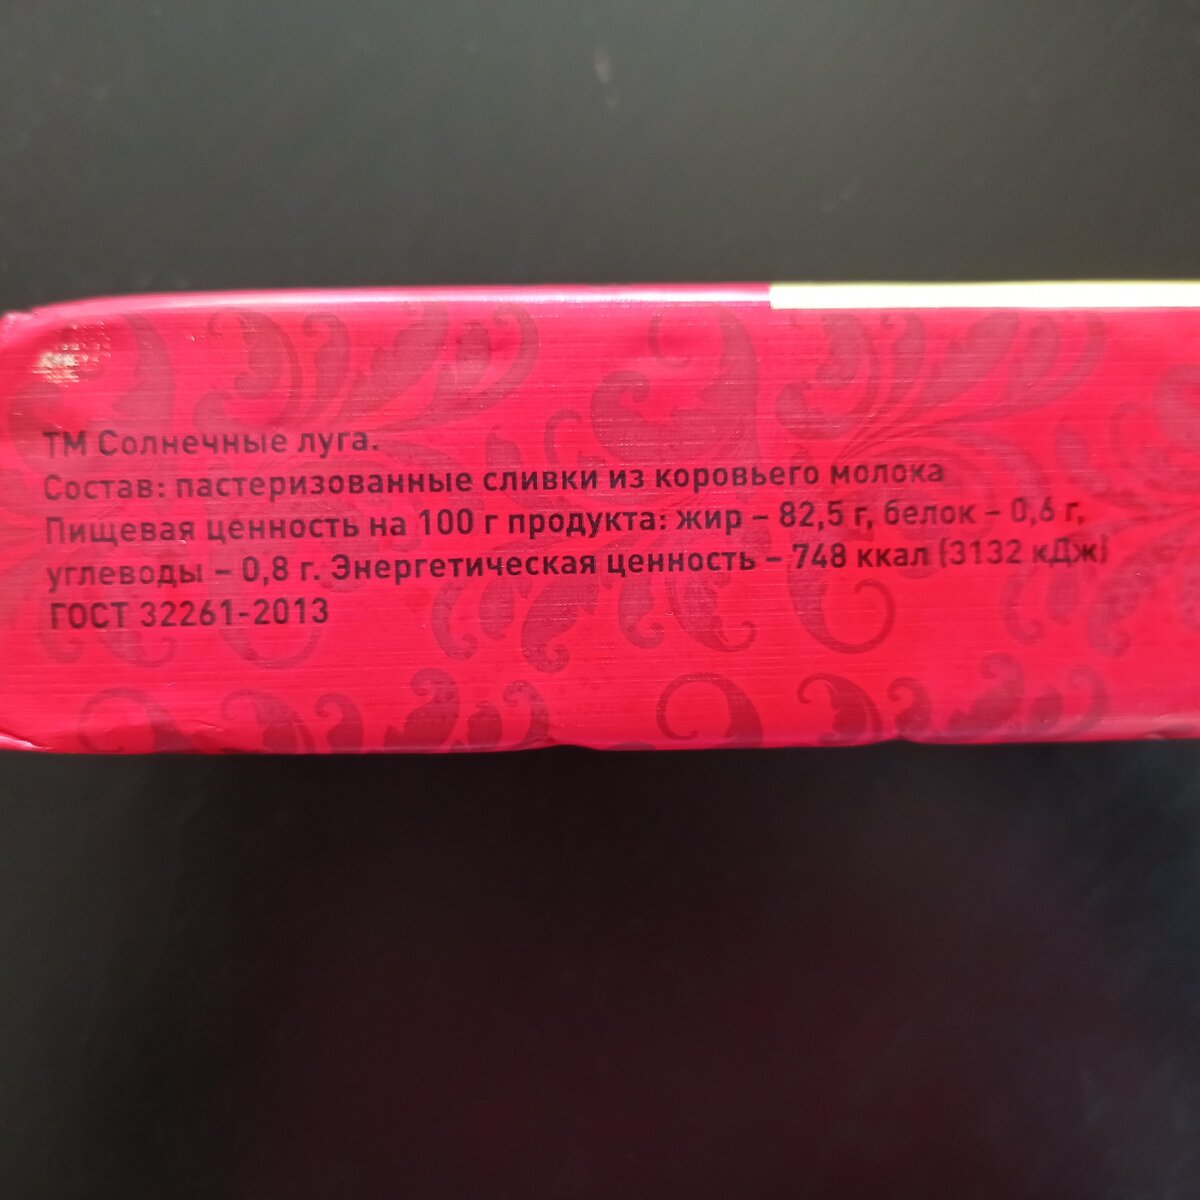 ТМ Солнечные луга.
Состав: пастеризованные сливки из коровьего молока
Пищевая ценность на 100 г продукта: жир – 82,5 г, белок – 0,6 г,
углеводы – 0,8 г. Энергетическая ценность – 748 ккал (3132 кДж)
ГОСТ 32261-2013